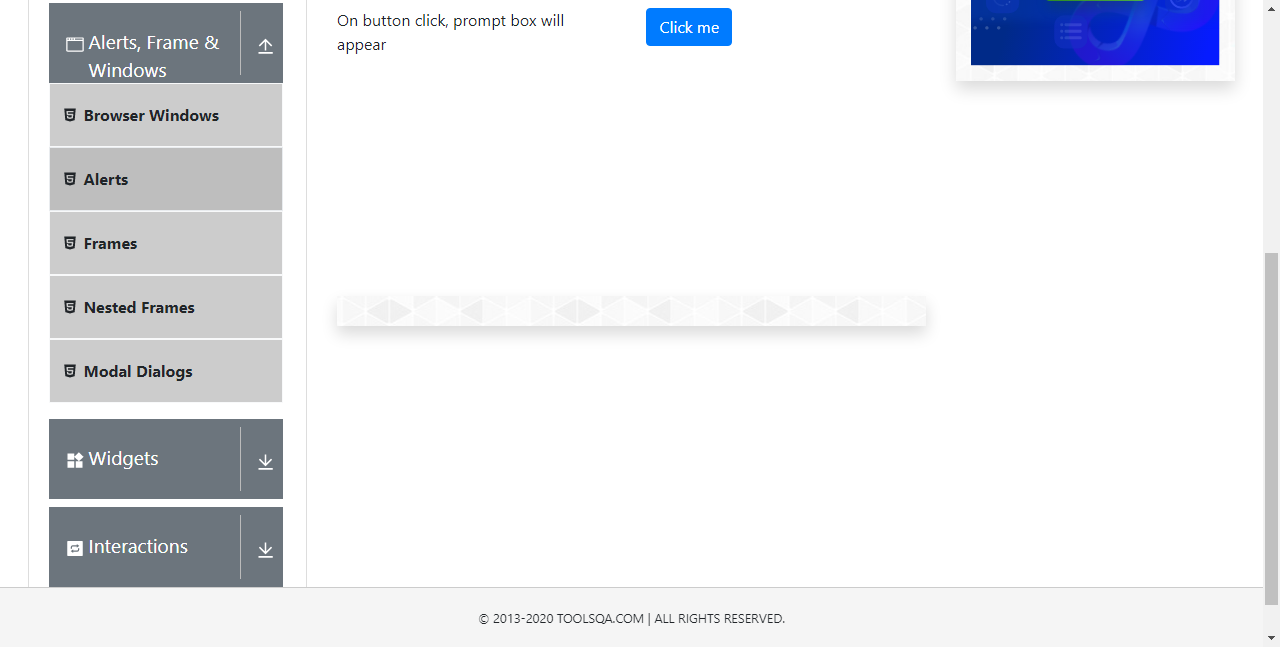 Alerts, Frame &
Windows
Browser Windows
Alerts
Frames
Nested Frames
Modal Dialogs
Widgets
Interactions
On button click, prompt box will
appear
Click me
© 2013-2020 TOOLSQA.COM | ALL RIGHTS RESERVED.